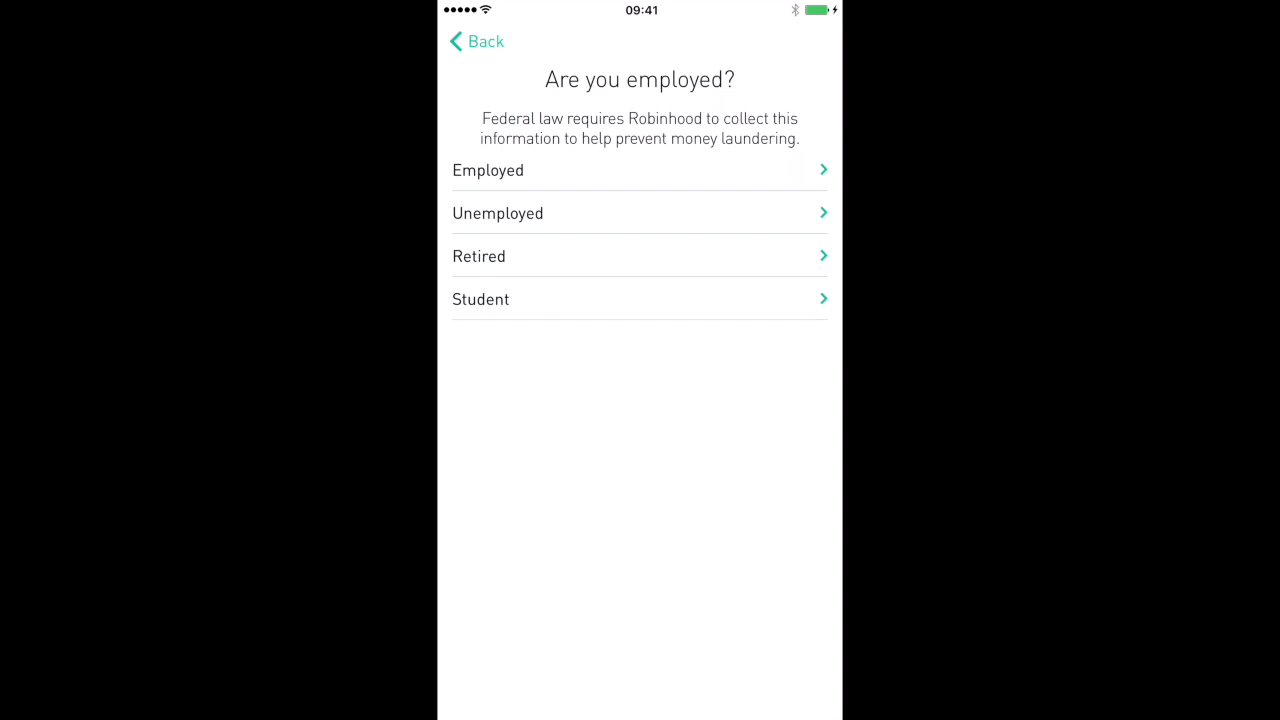 09:41
Back
Are you employed?
Federal law requires Robinhood to collect this
information to help prevent money laundering.
Employed
Unemployed
Retired
Student